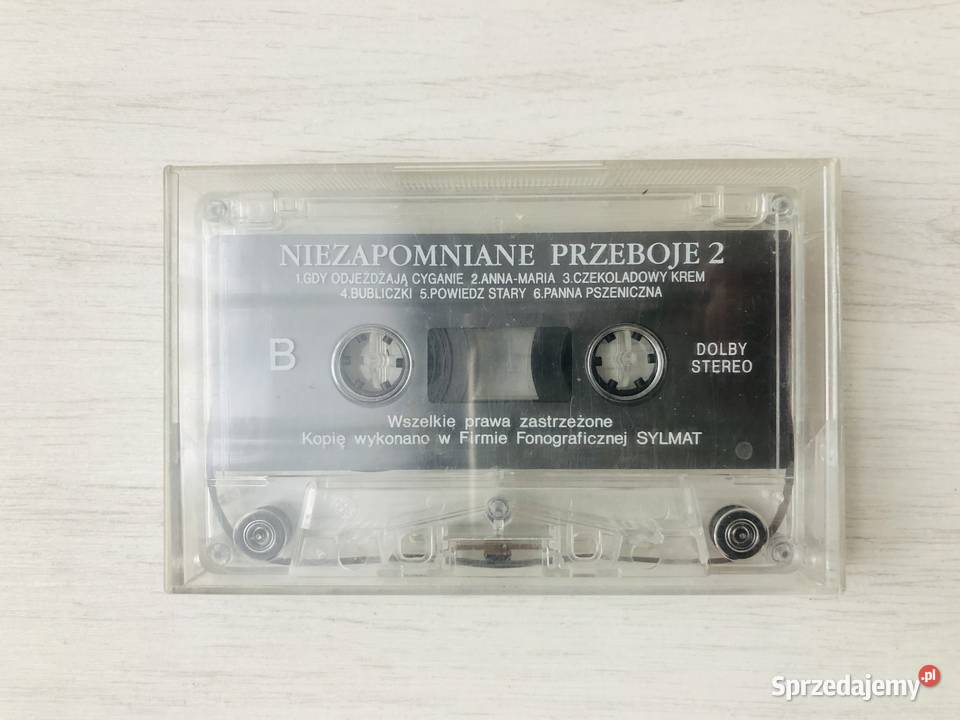 NIEZAPOMNIANE PRZEBOJE 2
1.GDY ODJEŻDŻAJĄ CYGANIE 2.ANNA-MARIA 3.CZEKOLADOWY KREM
4.BUBLICZKI 5.POWIEDZ STARY 6.PANNA PSZENICZNA
B
DOLBY
STEREO
Wszelkie prawa zastrzeżone
Kopię wykonano w Firmie Fonograficznej SYLMAT
Sprzedajemy.pl